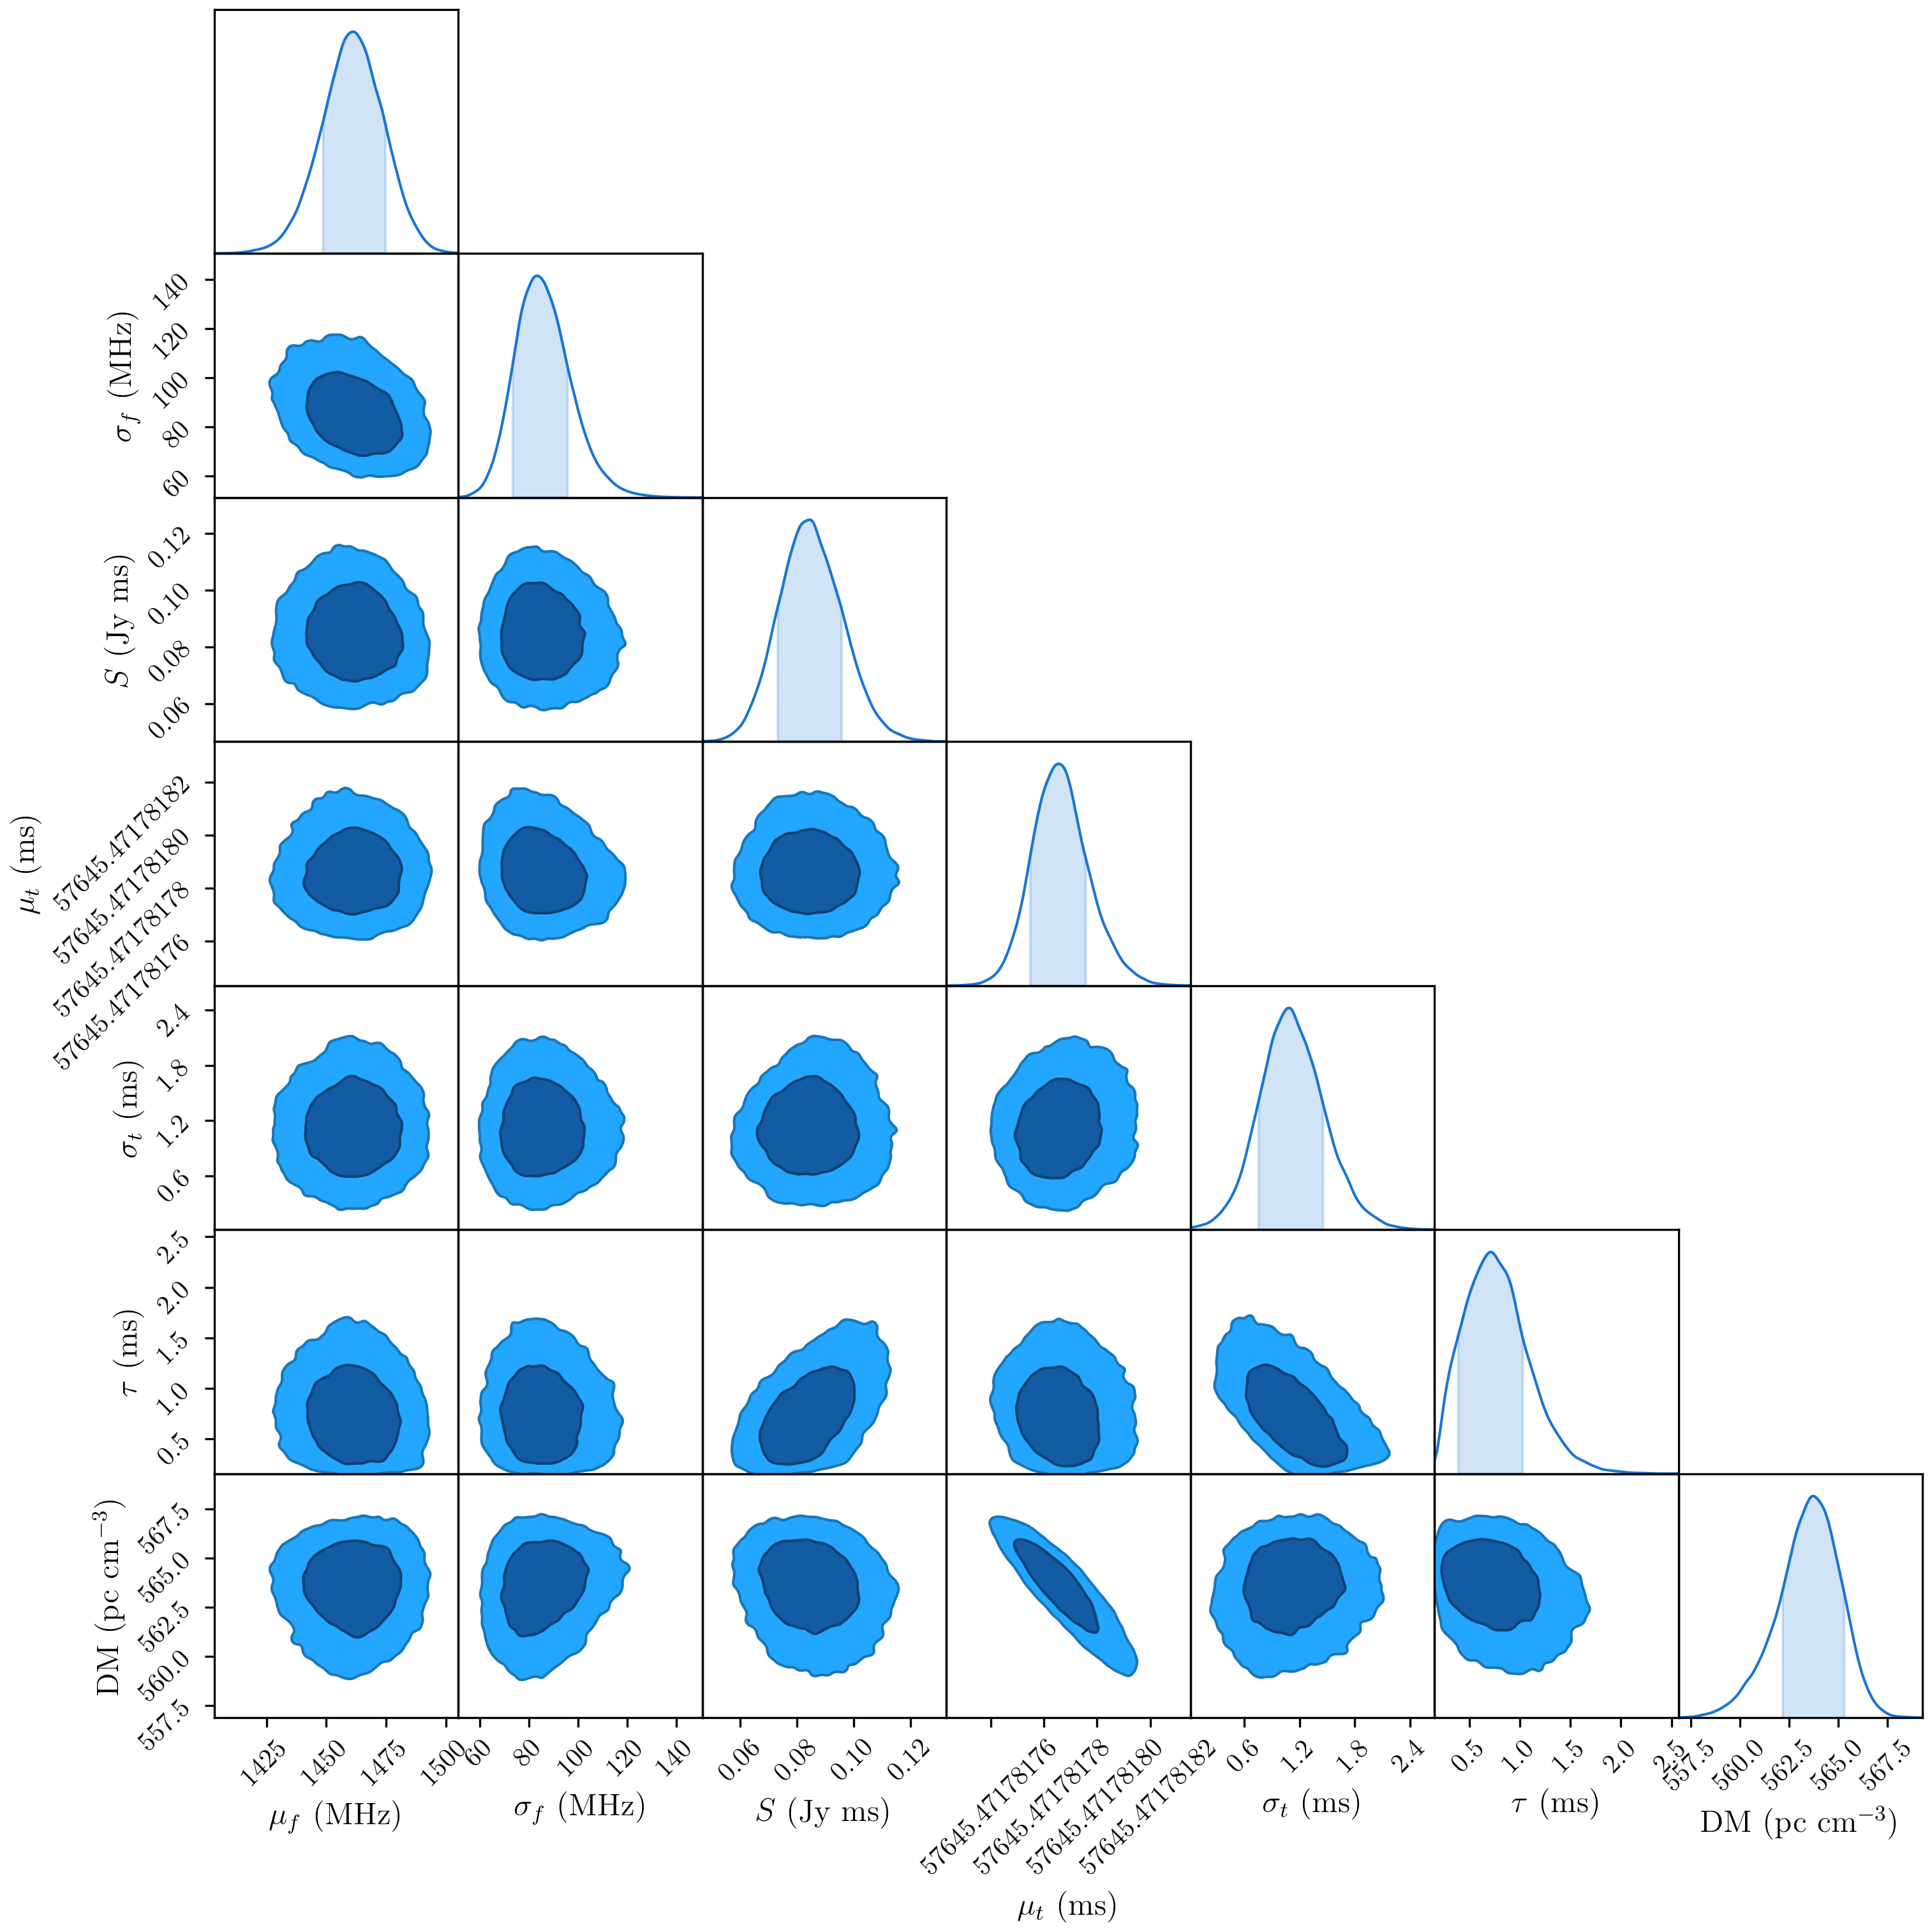 σ_f (MHz)
140
120
100
80
60
S (Jy ms)
0.12
0.10
0.08
0.06
μ_t (ms)
57645.47178182
57645.47178180
57645.47178178
57645.47178176
σ_t (ms)
2.4
1.8
1.2
0.6
τ (ms)
2.5
2.0
1.5
1.0
0.5
DM (pc cm⁻³)
567.5
565.0
562.5
560.0
557.5
1425 1450 1475 1500
μ_f (MHz)
60 80 100 120 140
σ_f (MHz)
0.06 0.08 0.10 0.12
S (Jy ms)
57645.47178176 57645.47178178 57645.47178180 57645.47178182
μ_t (ms)
0.6 1.2 1.8 2.4
σ_t (ms)
0.5 1.0 1.5 2.0 2.5
τ (ms)
557.5 560.0 562.5 565.0 567.5
DM (pc cm⁻³)